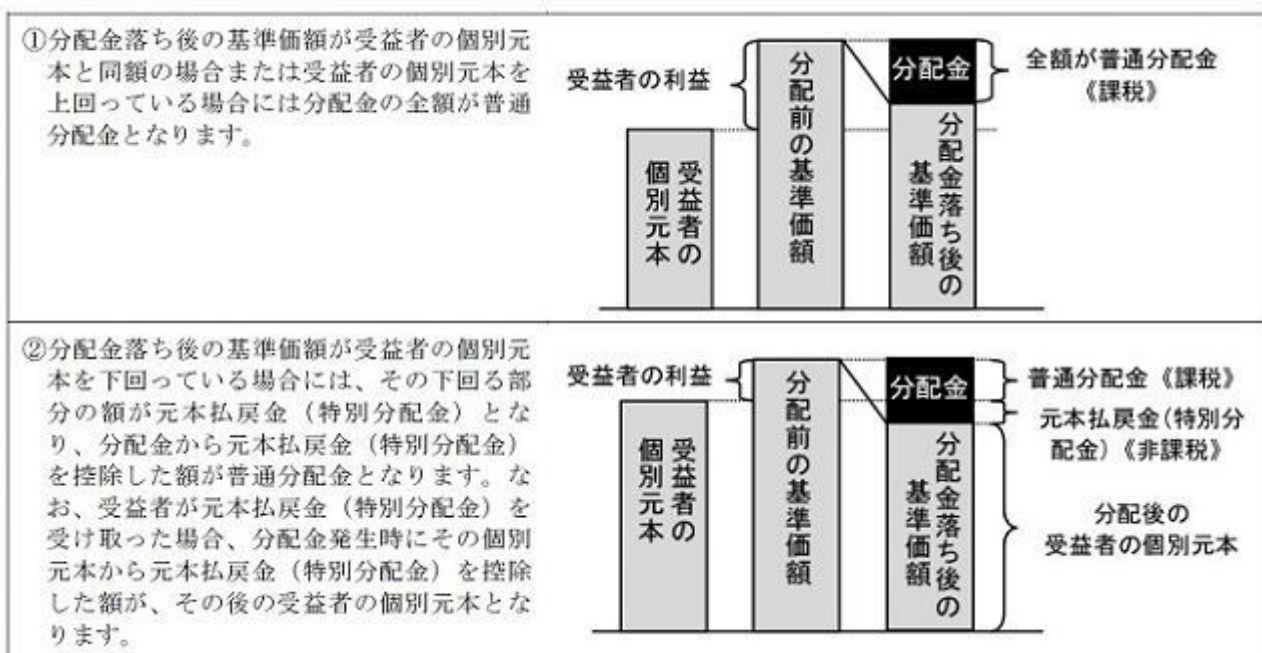 ①分配金落ち後の基準価額が受益者の個別元
本と同額の場合または受益者の個別元本を
上回っている場合には分配金の全額が普通
分配金となります。
受益者の利益
受益者の
個別元本
分配前の基準価額
分配金
分配金落ち後の
基準価額
全額が普通分配金
《課税》
②分配金落ち後の基準価額が受益者の個別元
本を下回っている場合には、その下回る部
分の額が元本払戻金（特別分配金）とな
り、分配金から元本払戻金（特別分配金）
を控除した額が普通分配金となります。な
お、受益者が元本払戻金（特別分配金）を
受け取った場合、分配金発生時にその個別
元本から元本払戻金（特別分配金）を控除
した額が、その後の受益者の個別元本とな
ります。
受益者の利益
受益者の
個別元本
分配前の基準価額
分配金
分配金落ち後の
基準価額
普通分配金《課税》
元本払戻金(特別分
配金)《非課税》
分配後の
受益者の個別元本